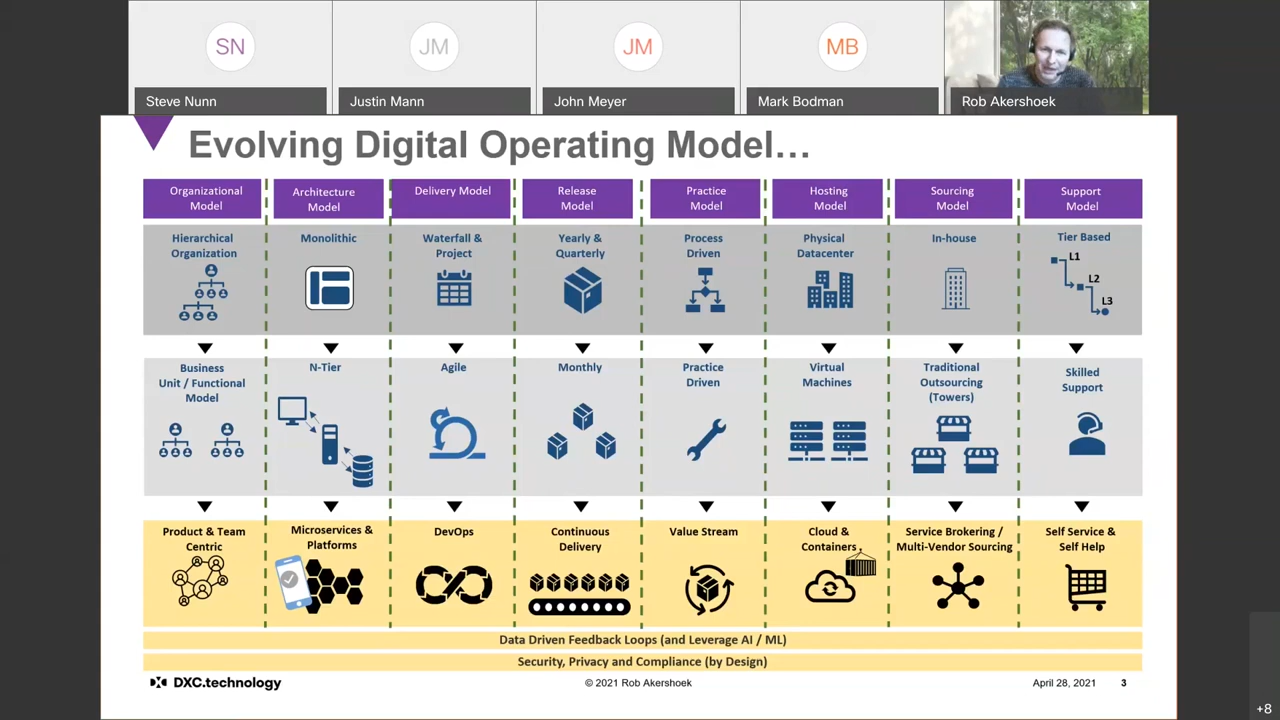 SN
JM
JM
MB
Steve Nunn
Justin Mann
John Meyer
Mark Bodman
Rob Akershoek
Evolving Digital Operating Model…
Organizational
Model
Architecture
Model
Delivery Model
Release
Model
Practice
Model
Hosting
Model
Sourcing
Model
Support
Model
Hierarchical
Organization
Monolithic
Waterfall &
Project
Yearly &
Quarterly
Process
Driven
Physical
Datacenter
In-house
Tier Based
L1
L2
L3
Business
Unit / Functional
Model
N-Tier
Agile
Monthly
Practice
Driven
Virtual
Machines
Traditional
Outsourcing
(Towers)
Skilled
Support
Product & Team
Centric
Microservices &
Platforms
DevOps
Continuous
Delivery
Value Stream
Cloud &
Containers
Service Brokering /
Multi-Vendor Sourcing
Self Service &
Self Help
Data Driven Feedback Loops (and Leverage AI / ML)
Security, Privacy and Compliance (by Design)
DXC.technology
© 2021 Rob Akershoek
April 28, 2021
3
+8